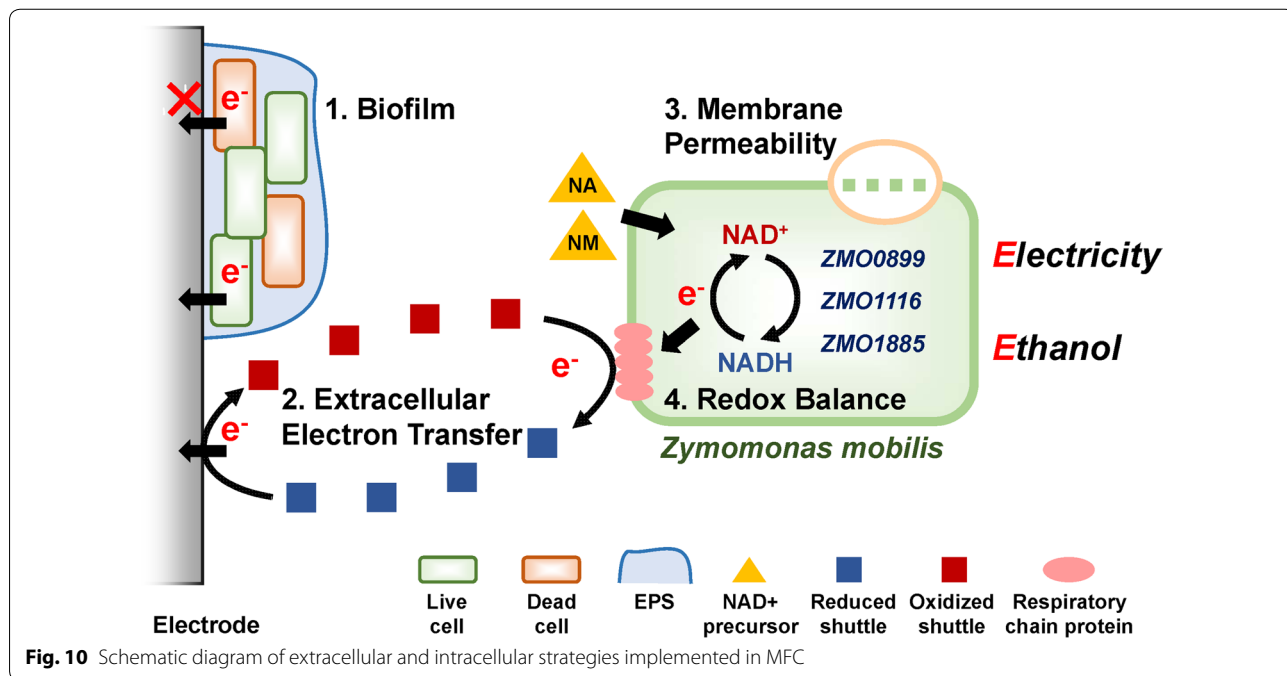 e-
1. Biofilm
e-
3. Membrane
Permeability
NA
NM
NAD+
e-
NADH
ZMO0899
ZMO1116
ZMO1885
Electricity
Ethanol
e-
2. Extracellular
Electron Transfer
e-
4. Redox Balance
Zymomonas mobilis
Electrode
Live
cell
Dead
cell
EPS
NAD+
precursor
Reduced
shuttle
Oxidized
shuttle
Respiratory
chain protein
Fig. 10 Schematic diagram of extracellular and intracellular strategies implemented in MFC